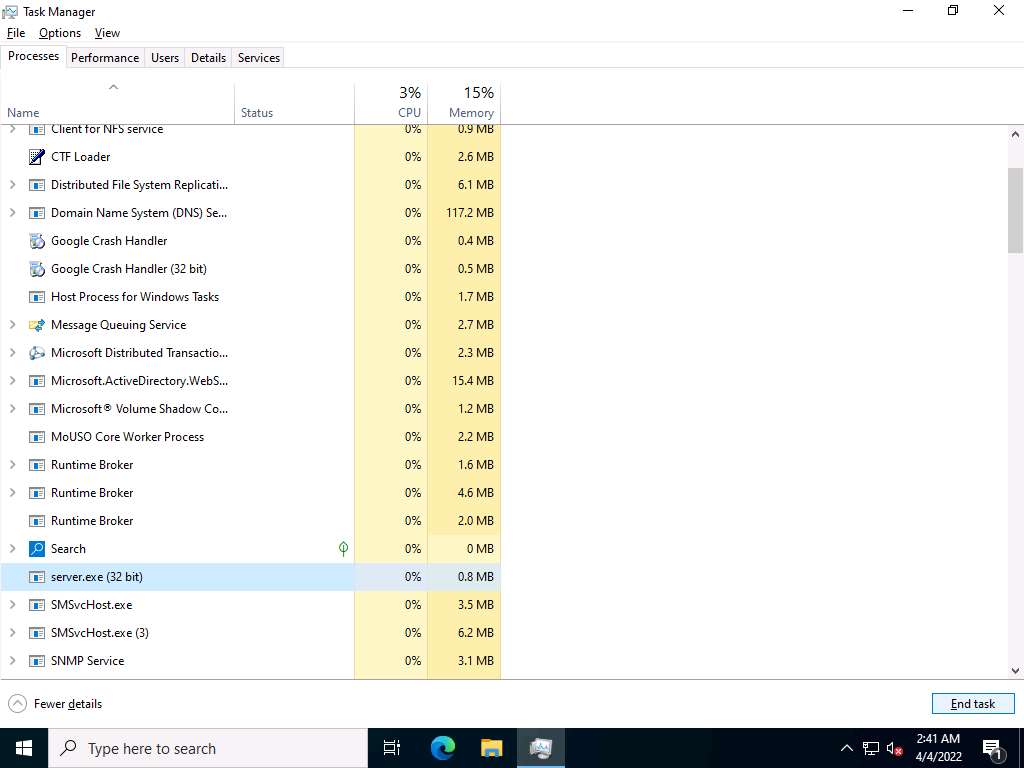 Task Manager
File Options View
Processes Performance Users Details Services
3% 15%
Name Status CPU Memory
Client for NFS service 0% 0.9 MB
CTF Loader 0% 2.6 MB
Distributed File System Replicati... 0% 6.1 MB
Domain Name System (DNS) Se... 0% 117.2 MB
Google Crash Handler 0% 0.4 MB
Google Crash Handler (32 bit) 0% 0.5 MB
Host Process for Windows Tasks 0% 1.7 MB
Message Queuing Service 0% 2.7 MB
Microsoft Distributed Transactio... 0% 2.3 MB
Microsoft.ActiveDirectory.WebS... 0% 15.4 MB
Microsoft® Volume Shadow Co... 0% 1.2 MB
MoUSO Core Worker Process 0% 2.2 MB
Runtime Broker 0% 1.6 MB
Runtime Broker 0% 4.6 MB
Runtime Broker 0% 2.0 MB
Search 0% 0 MB
server.exe (32 bit) 0% 0.8 MB
SMSvcHost.exe 0% 3.5 MB
SMSvcHost.exe (3) 0% 6.2 MB
SNMP Service 0% 3.1 MB
Fewer details End task
Type here to search
2:41 AM
4/4/2022
1